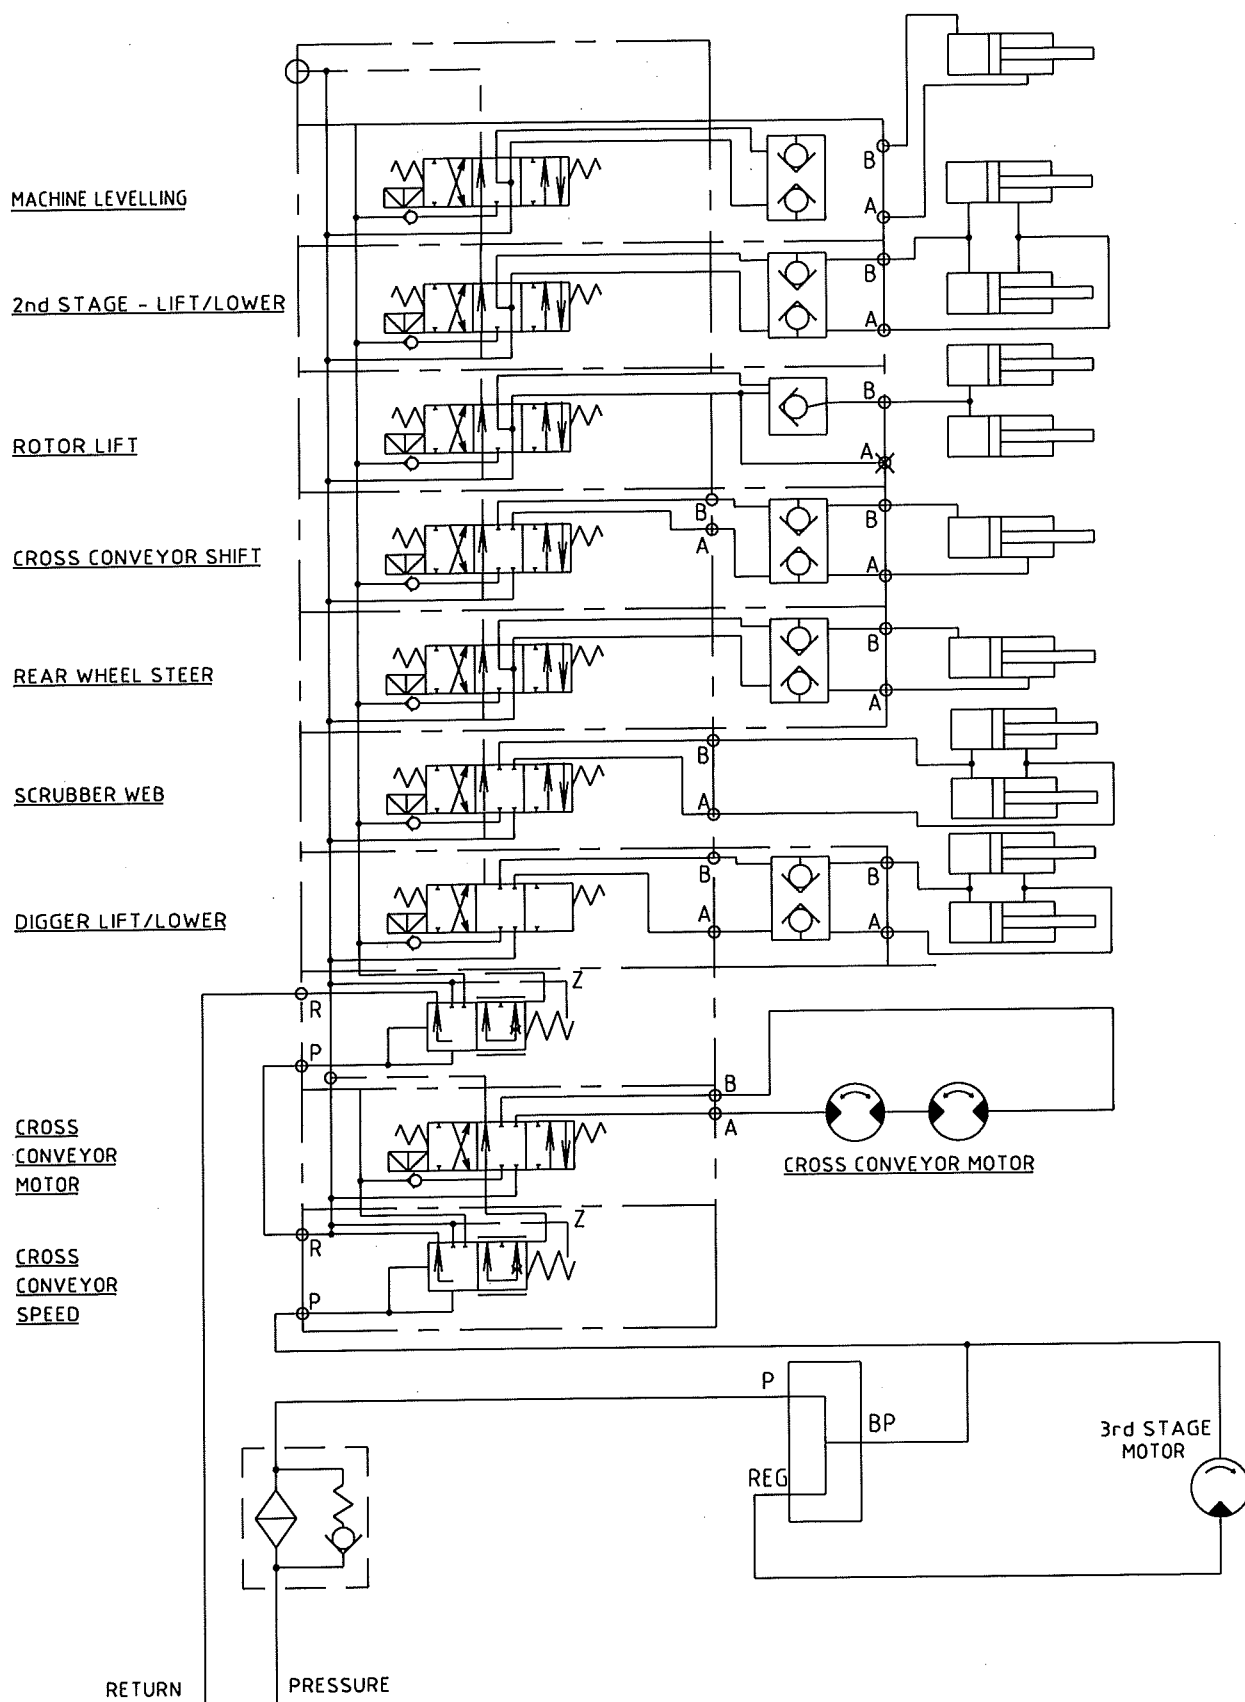 B
MACHINE LEVELLING
A
B
2nd STAGE - LIFT/LOWER
A
B
ROTOR LIFT
A
B
B
A
CROSS CONVEYOR SHIFT
A
B
REAR WHEEL STEER
A
B
SCRUBBER WEB
A
B
B
DIGGER LIFT/LOWER
A
A
Z
R
P
B
A
CROSS
CONVEYOR
MOTOR
CROSS CONVEYOR MOTOR
Z
R
CROSS
CONVEYOR
SPEED
P
P
BP
3rd STAGE
MOTOR
REG
RETURN
PRESSURE